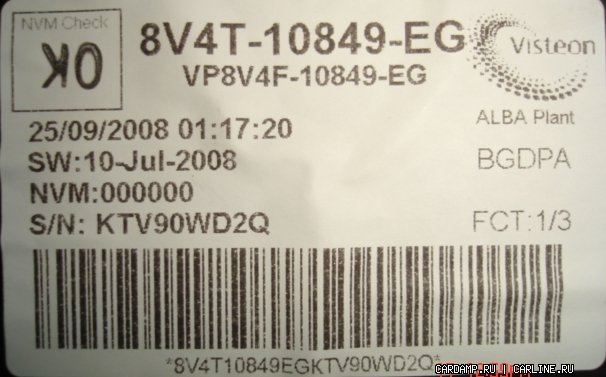 NVM Check
OK
8V4T-10849-EG
VP8V4F-10849-EG
Visteon
ALBA Plant
25/09/2008 01:17:20
SW:10-Jul-2008
BGDPA
NVM:000000
S/N: KTV90WD2Q
FCT:1/3
*8V4T10849EGKTV90WD2Q*
CARDAMP.RU | CARLINE.RU